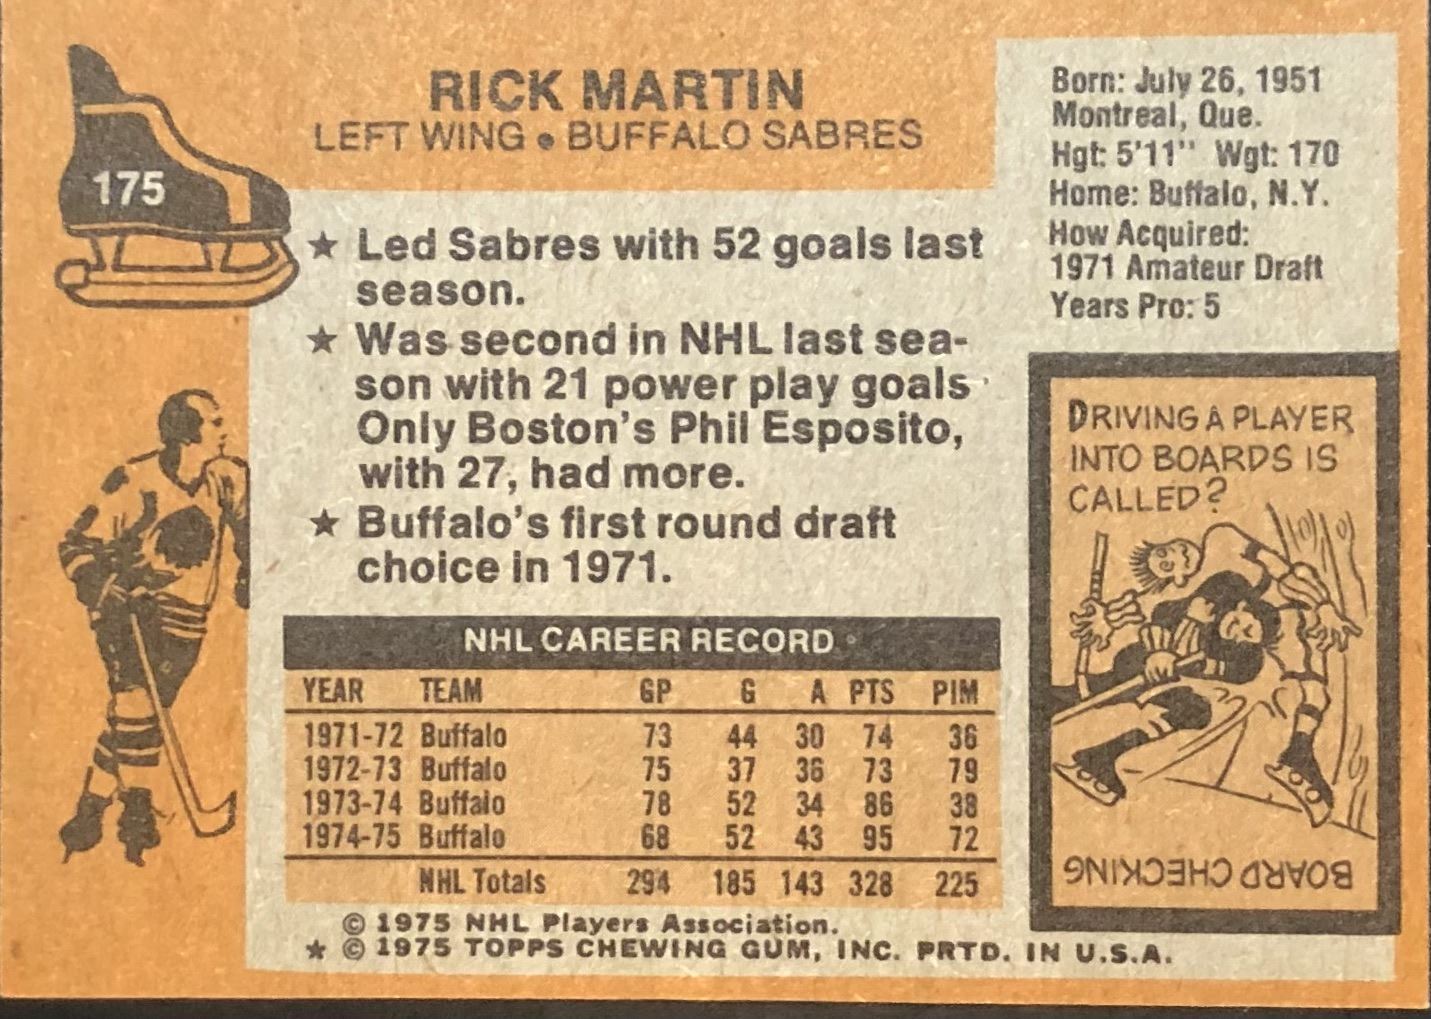 RICK MARTIN
LEFT WING • BUFFALO SABRES
175
Born: July 26, 1951
Montreal, Que.
Hgt: 5'11" Wgt: 170
Home: Buffalo, N.Y.
How Acquired:
1971 Amateur Draft
Years Pro: 5
★ Led Sabres with 52 goals last
season.
★ Was second in NHL last sea-
son with 21 power play goals
Only Boston's Phil Esposito,
with 27, had more.
★ Buffalo's first round draft
choice in 1971.
DRIVING A PLAYER
INTO BOARDS IS
CALLED?
BOARD CHECKING
NHL CAREER RECORD
YEAR TEAM GP G A PTS PIM
1971-72 Buffalo 73 44 30 74 36
1972-73 Buffalo 75 37 36 73 79
1973-74 Buffalo 78 52 34 86 38
1974-75 Buffalo 68 52 43 95 72
NHL Totals 294 185 143 328 225
© 1975 NHL Players Association.
★ © 1975 TOPPS CHEWING GUM, INC. PRTD. IN U.S.A.